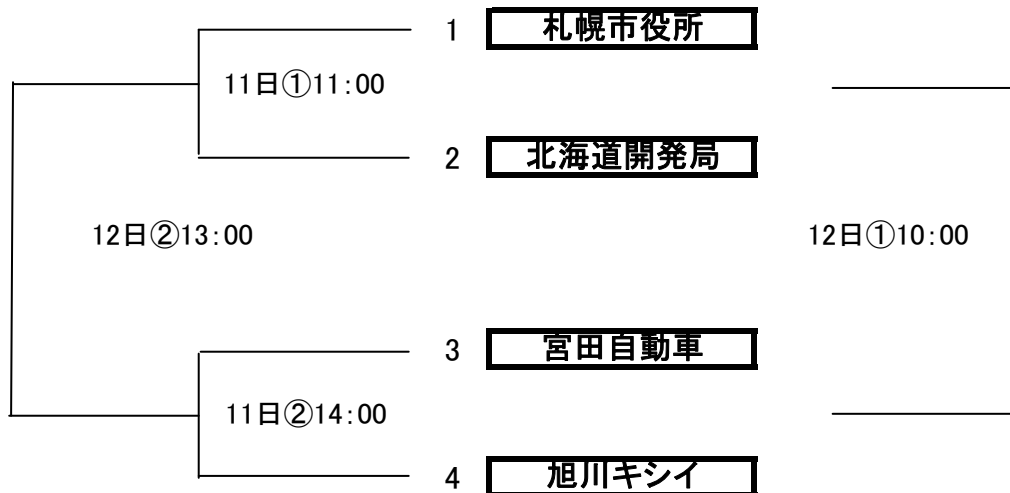 1 札幌市役所
11日①11:00
2 北海道開発局
12日②13:00
12日①10:00
3 宮田自動車
11日②14:00
4 旭川キシイ